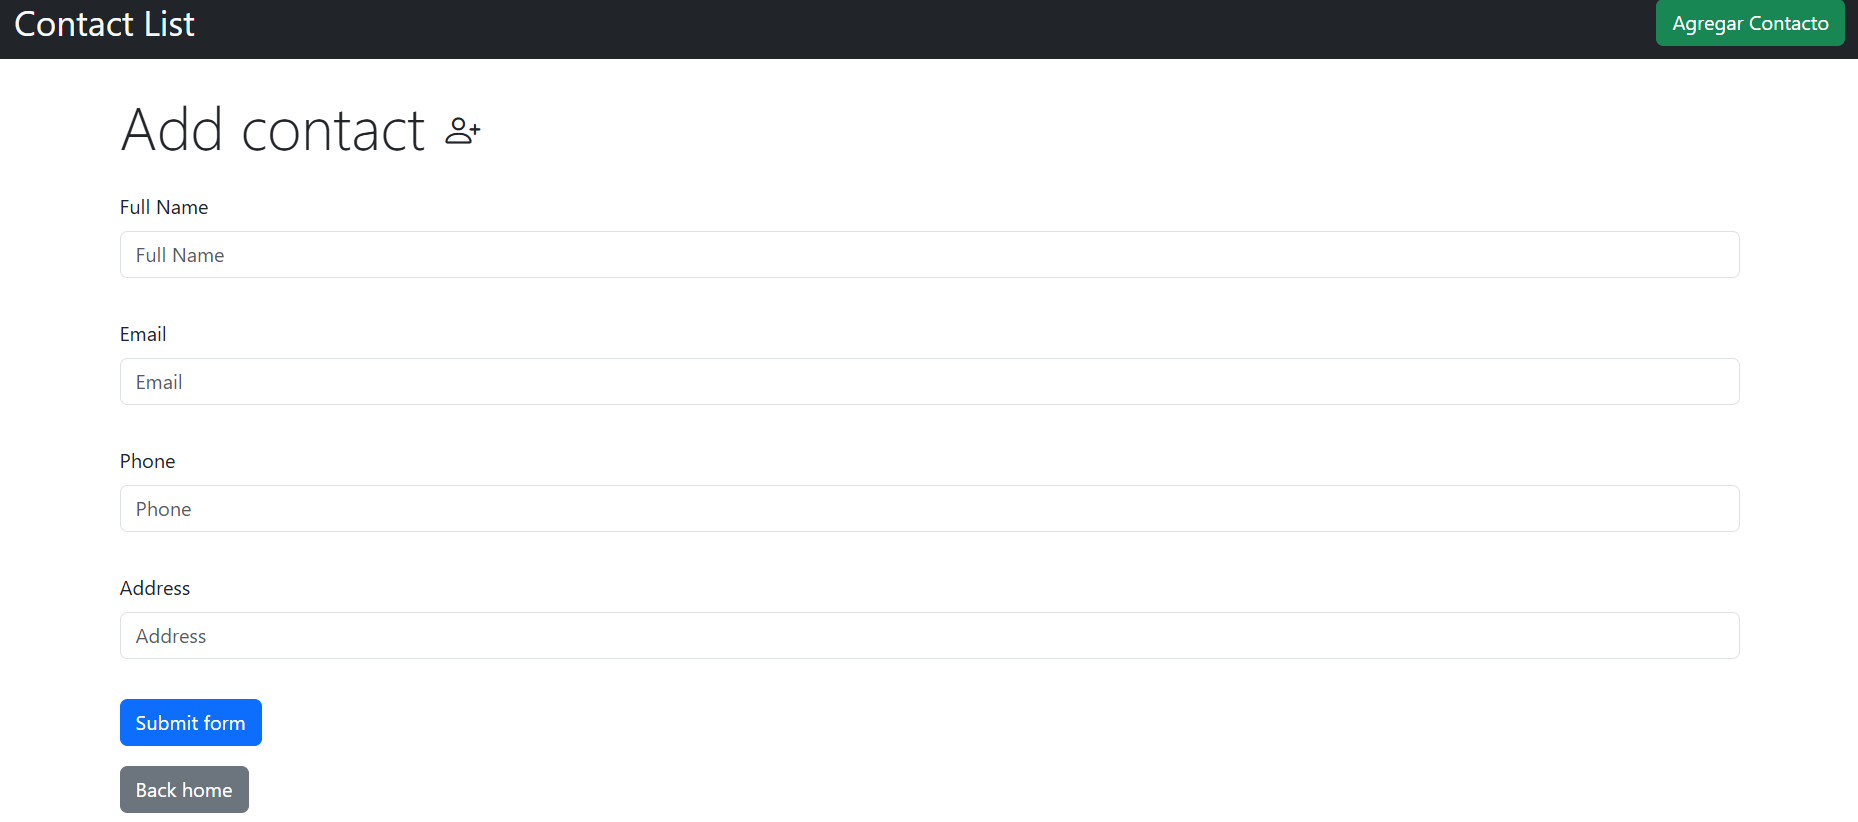 Contact List
Agregar Contacto
Add contact
Full Name
Full Name
Email
Email
Phone
Phone
Address
Address
Submit form
Back home